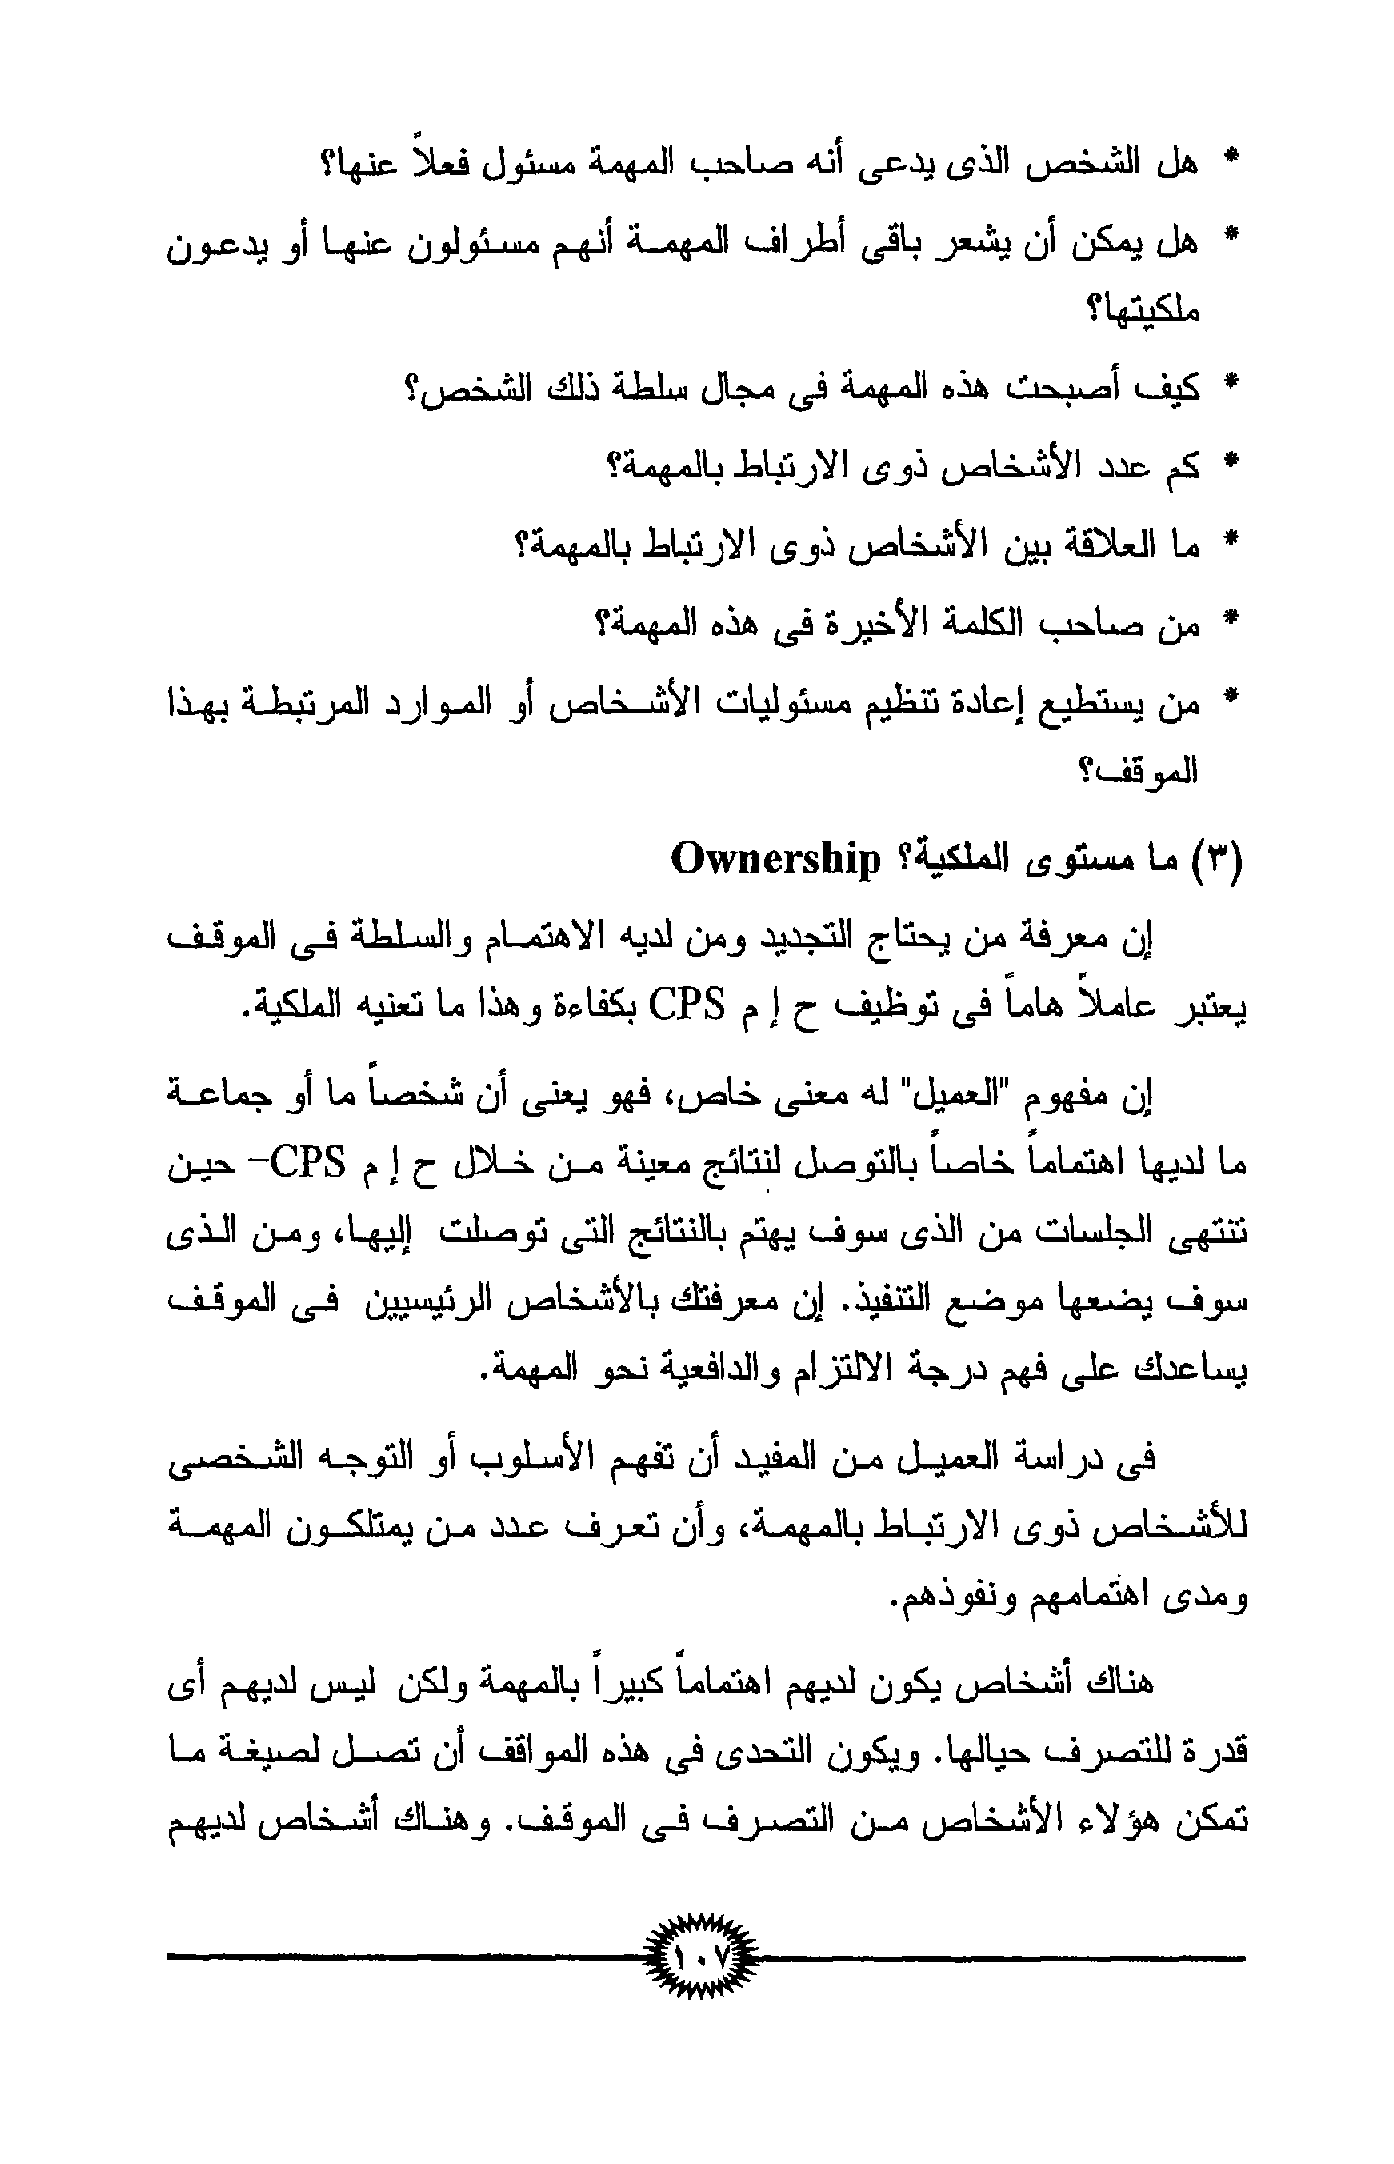 * هل الشخص الذى يدعى أنه صاحب المهمة مسئول فعلاً عنها؟
* هل يمكن أن يشعر باقى أطراف المهمة أنهم مسئولون عنها أو يدعون
ملكيتها؟
* كيف أصبحت هذه المهمة فى مجال سلطة ذلك الشخص؟
* كم عدد الأشخاص ذوى الارتباط بالمهمة؟
* ما العلاقة بين الأشخاص ذوى الارتباط بالمهمة؟
* من صاحب الكلمة الأخيرة فى هذه المهمة؟
* من يستطيع إعادة تنظيم مسئوليات الأشخاص أو الموارد المرتبطة بهذا
الموقف؟
(٣) ما مستوى الملكية؟ Ownership
إن معرفة من يحتاج التجديد ومن لديه الاهتمام والسلطة فى الموقف
يعتبر عاملاً هاماً فى توظيف ح إ م CPS بكفاءة وهذا ما تعنيه الملكية.
إن مفهوم "العميل" له معنى خاص، فهو يعنى أن شخصاً ما أو جماعة
ما لديها اهتماماً خاصاً بالتوصل لنتائج معينة من خلال ح إ م CPS- حين
تنتهى الجلسات من الذى سوف يهتم بالنتائج التى توصلت إليها، ومن الذى
سوف يضعها موضع التنفيذ. إن معرفتك بالأشخاص الرئيسيين فى الموقف
يساعدك على فهم درجة الالتزام والدافعية نحو المهمة.
فى دراسة العميل من المفيد أن تفهم الأسلوب أو التوجه الشخصى
للأشخاص ذوى الارتباط بالمهمة، وأن تعرف عدد من يمتلكون المهمة
ومدى اهتمامهم ونفوذهم.
هناك أشخاص يكون لديهم اهتماماً كبيراً بالمهمة ولكن ليس لديهم أى
قدرة للتصرف حيالها. ويكون التحدى فى هذه المواقف أن تصل لصيغة ما
تمكن هؤلاء الأشخاص من التصرف فى الموقف. وهناك أشخاص لديهم
١٠٧